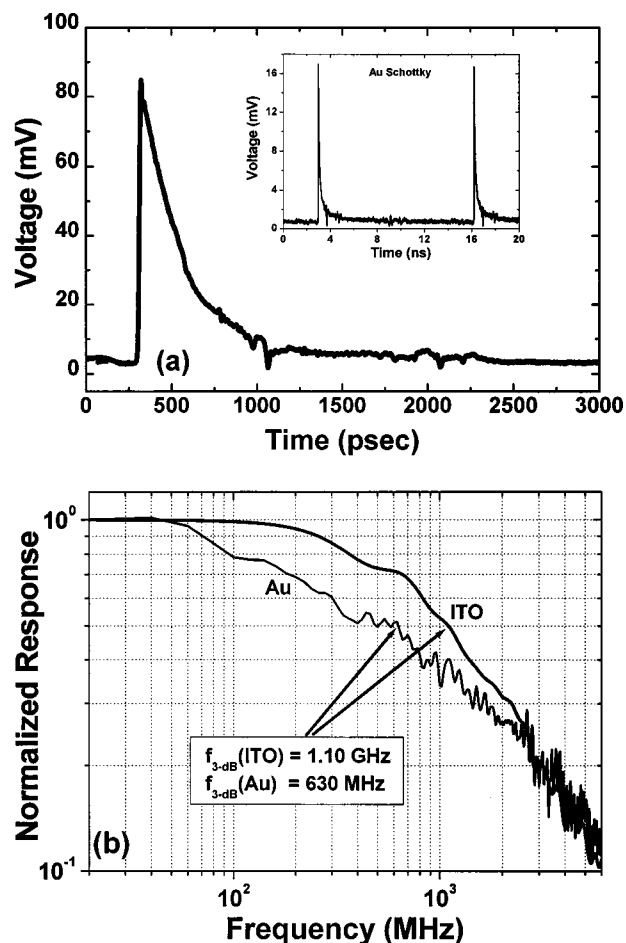 100
80
60
40
20
0
Voltage (mV)
(a)
0 500 1000 1500 2000 2500 3000
Time (psec)
Au Schottky
16
12
8
4
0
Voltage (mV)
0 4 8 12 16 20
Time (ns)
10⁰
10⁻¹
Normalized Response
Au
ITO
f₃₋dB(ITO) = 1.10 GHz
f₃₋dB(Au) = 630 MHz
(b)
10² 10³
Frequency (MHz)